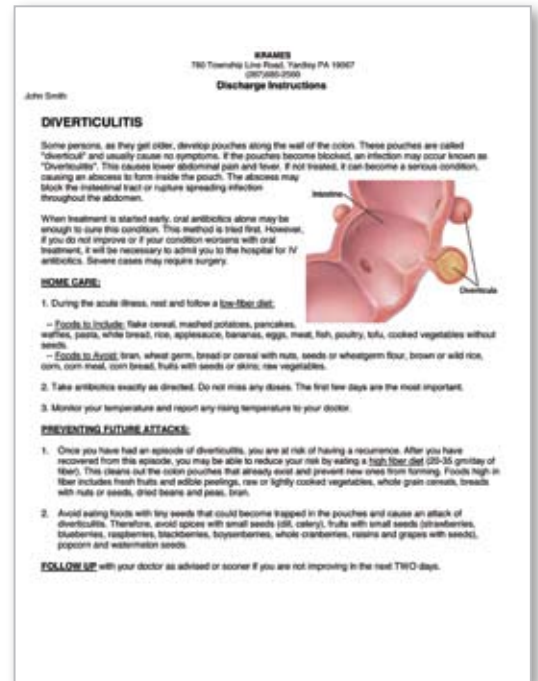 KRAMES
780 Township Line Road, Yardley PA 19067
(267)685-2500
Discharge Instructions
John Smith
DIVERTICULITIS
Some persons, as they get older, develop pouches along the wall of the colon. These pouches are called
"diverticuli" and usually cause no symptoms. If the pouches become blocked, an infection may occur known as
"Diverticulitis". This causes lower abdominal pain and fever. If not treated, it can become a serious condition,
causing an abscess to form inside the pouch. The abscess may
block the instestinal tract or rupture spreading infection
throughout the abdomen.
When treatment is started early, oral antibiotics alone may be
enough to cure this condition. This method is tried first. However,
if you do not improve or if your condition worsens with oral
treatment, it will be necessary to admit you to the hospital for IV
antibiotics. Severe cases may require surgery.
Intestine
Diverticula
HOME CARE:
1. During the acute illness, rest and follow a low-fiber diet:
-- Foods to Include: flake cereal, mashed potatoes, pancakes,
waffles, pasta, white bread, rice, applesauce, bananas, eggs, meat, fish, poultry, tofu, cooked vegetables without
seeds.
-- Foods to Avoid: bran, wheat germ, bread or cereal with nuts, seeds or wheatgerm flour, brown or wild rice,
corn, corn meal, corn bread, fruits with seeds or skins; raw vegetables.
2. Take antibiotics exactly as directed. Do not miss any doses. The first few days are the most important.
3. Monitor your temperature and report any rising temperature to your doctor.
PREVENTING FUTURE ATTACKS:
1. Once you have had an episode of diverticulitis, you are at risk of having a recurrence. After you have
recovered from this episode, you may be able to reduce your risk by eating a high fiber diet (20-35 gm/day of
fiber). This cleans out the colon pouches that already exist and prevent new ones from forming. Foods high in
fiber includes fresh fruits and edible peelings, raw or lightly cooked vegetables, whole grain cereals, breads
with nuts or seeds, dried beans and peas, bran.
2. Avoid eating foods with tiny seeds that could become trapped in the pouches and cause an attack of
diverticulitis. Therefore, avoid spices with small seeds (dill, celery), fruits with small seeds (strawberries,
blueberries, raspberries, blackberries, boysenberries, whole cranberries, raisins and grapes with seeds),
popcorn and watermelon seeds.
FOLLOW UP with your doctor as advised or sooner if you are not improving in the next TWO days.